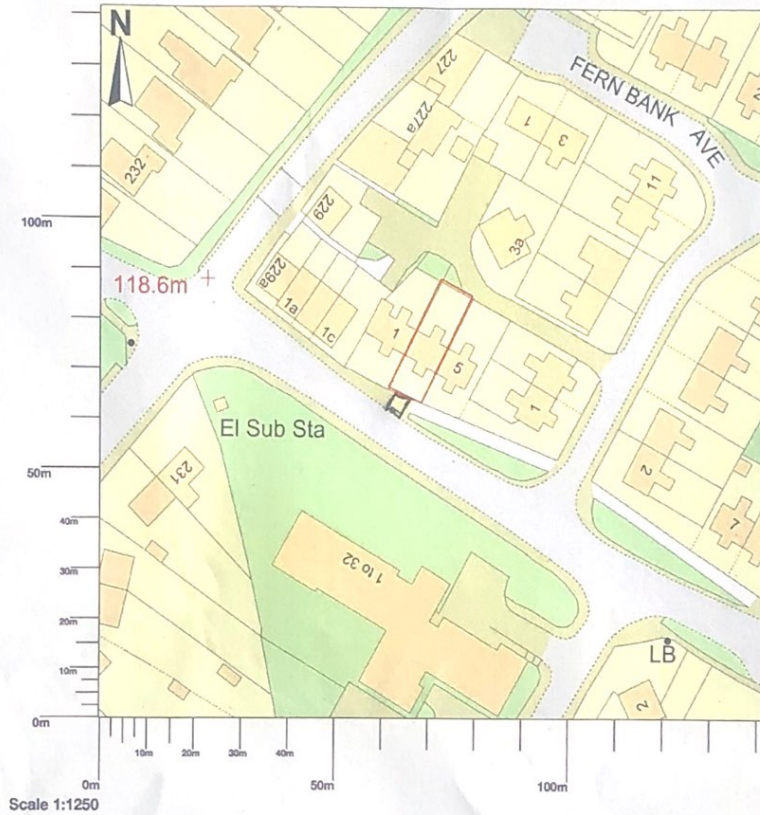 N
227
FERN BANK AVE
227a
1
3
2
232
11
100m
229
3a
229a
118.6m
1a
1c
1
5
1
El Sub Sta
50m
231
2
7
40m
1 to 32
30m
20m
LB
10m
2
0m
10m
20m
30m
40m
0m
50m
100m
Scale 1:1250